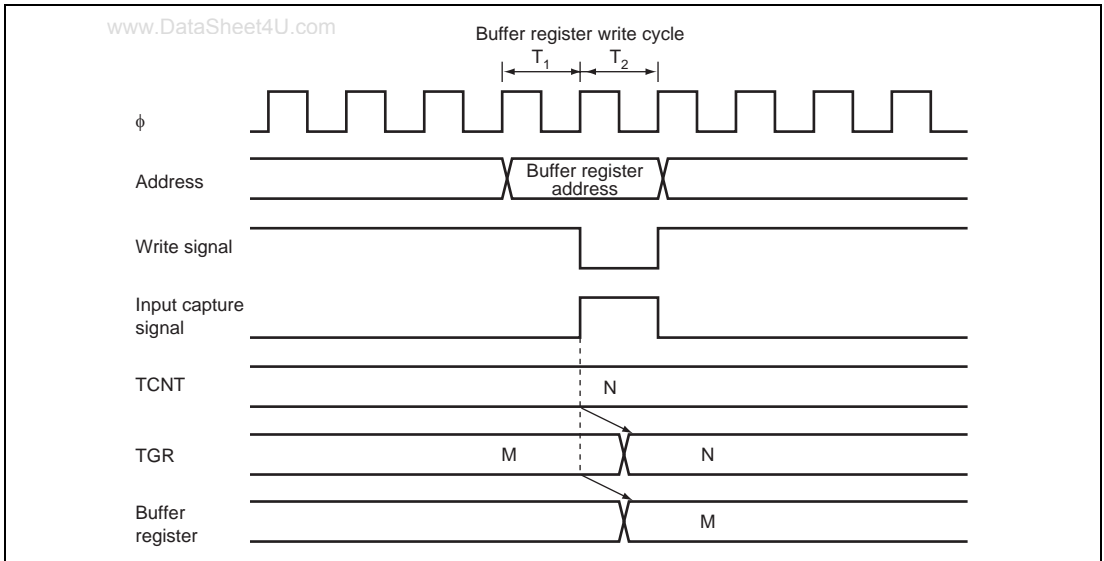 www.DataSheet4U.com
Buffer register write cycle
T1 T2
ϕ
Address
Buffer register
address
Write signal
Input capture
signal
TCNT
N
TGR
M N
Buffer
register
M